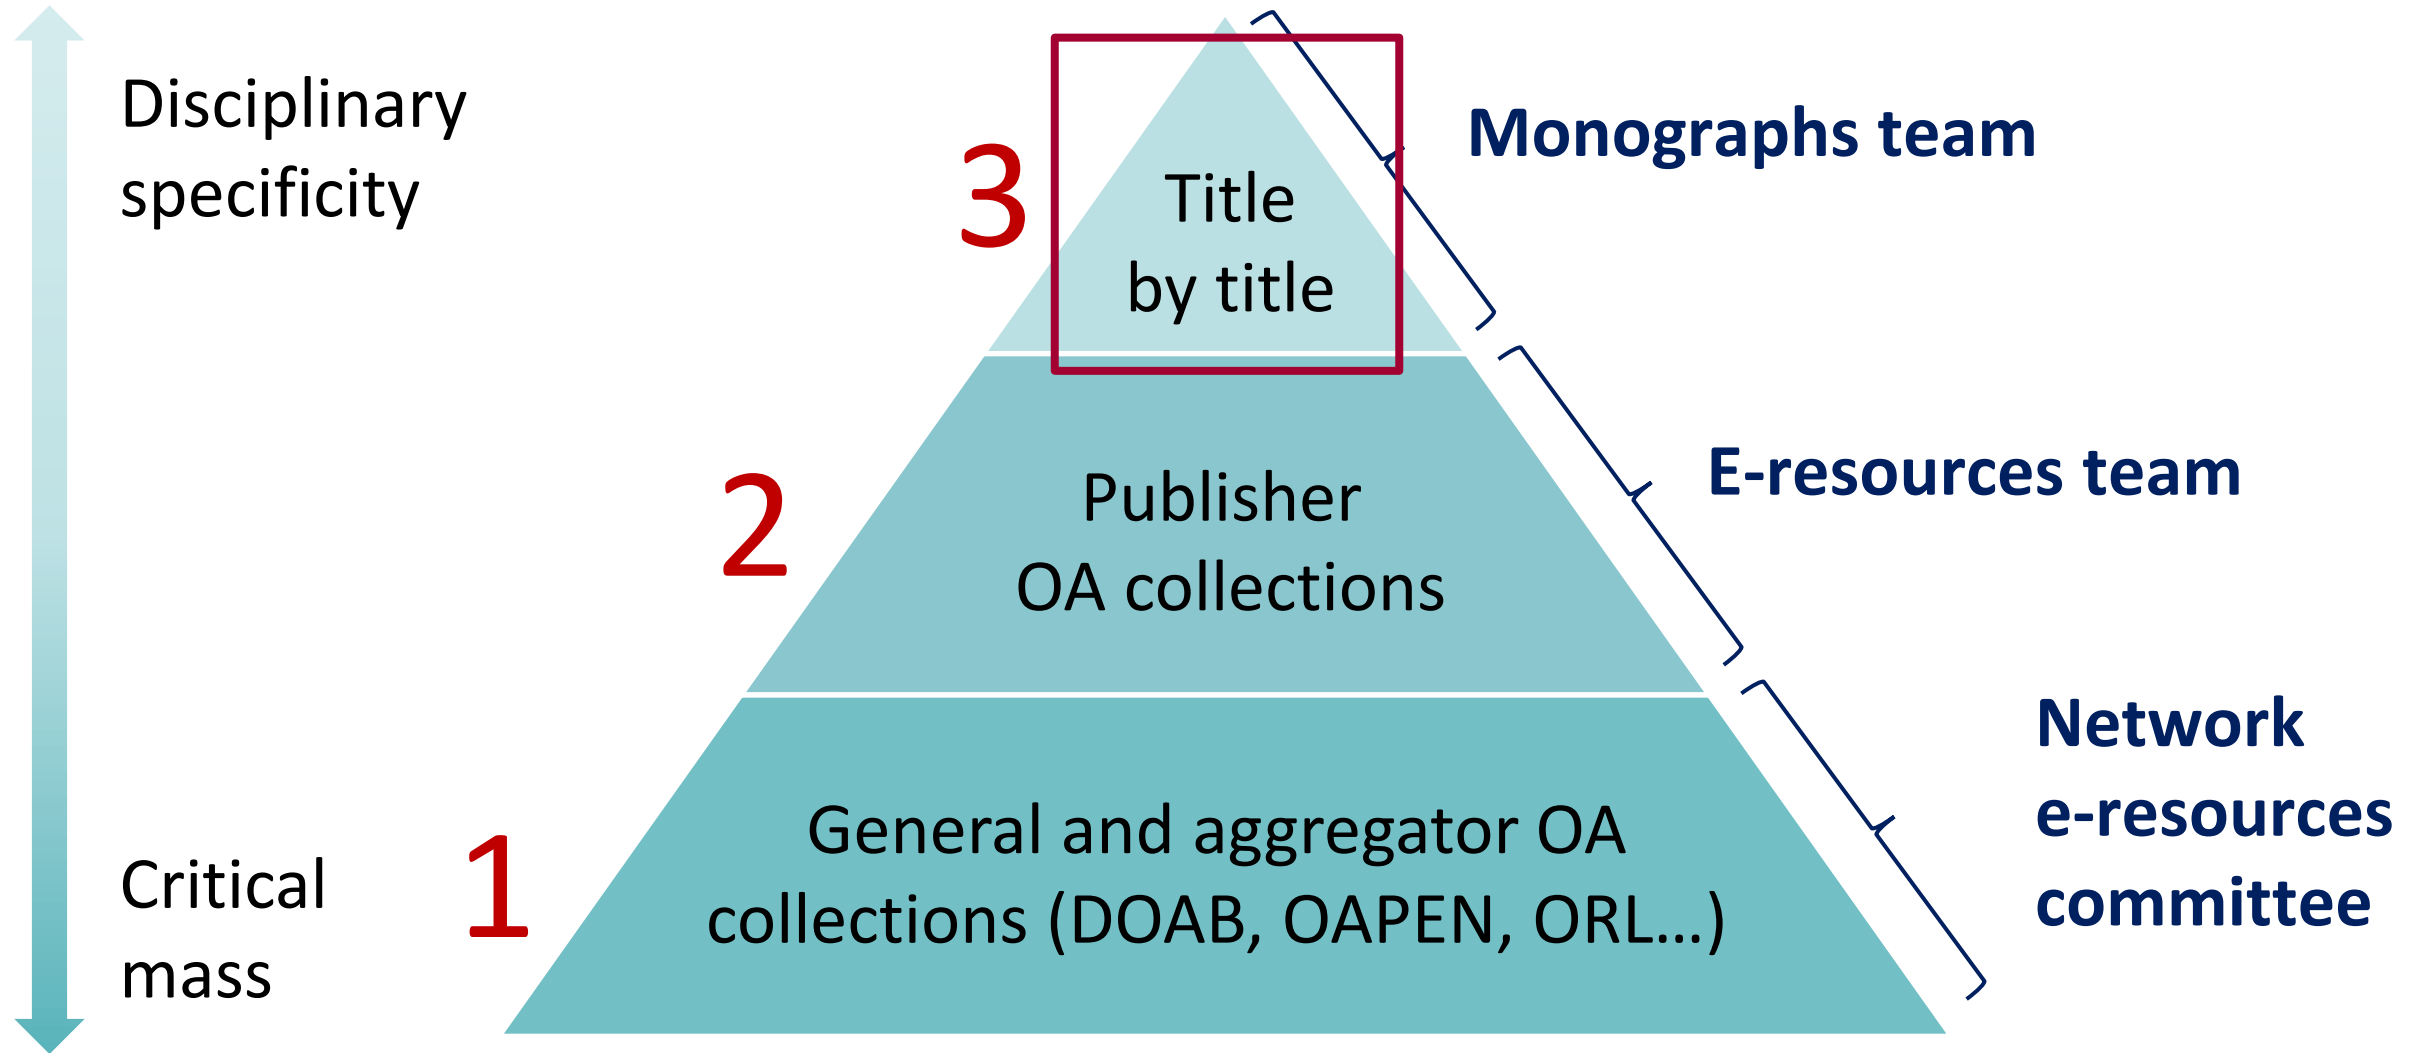 Disciplinary
specificity
3
Title
by title
Monographs team
2
Publisher
OA collections
E-resources team
Critical
mass
1
General and aggregator OA
collections (DOAB, OAPEN, ORL...)
Network
e-resources
committee